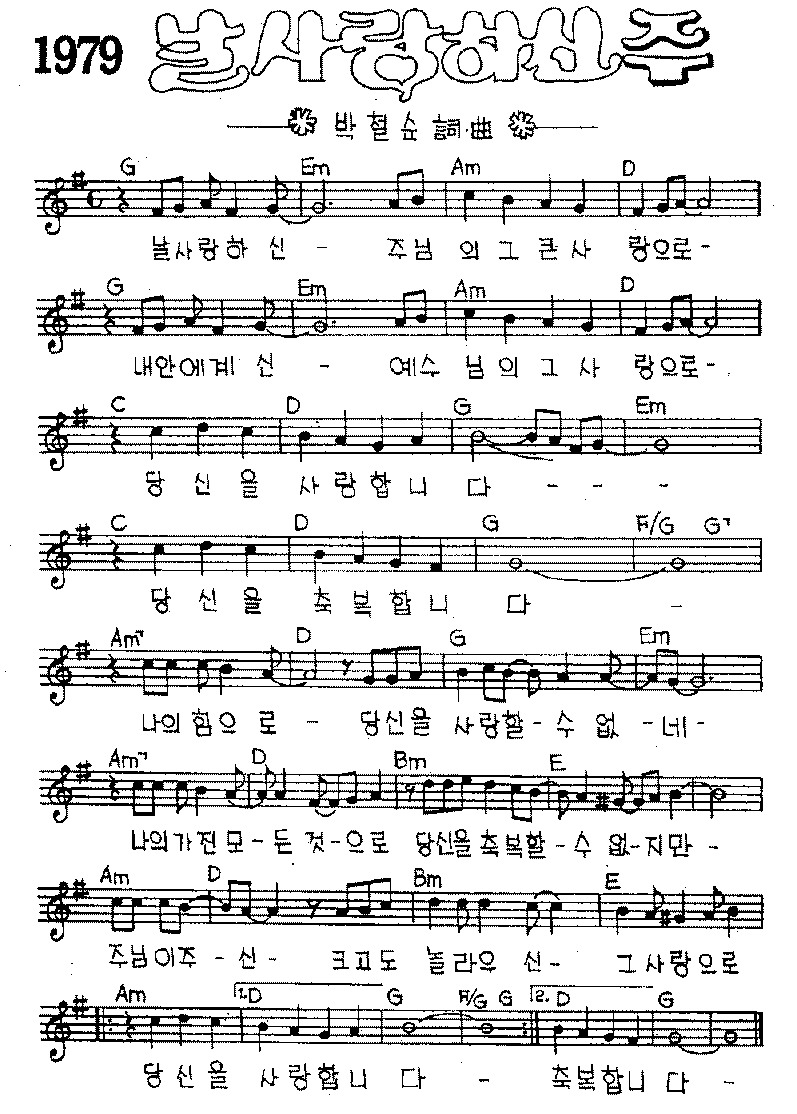 1979 날사랑하신주
박철순 詞·曲
G Em Am D
날사랑하 신 - 주님 의 그 큰 사 랑으로-
G Em Am D
내안에계 신 - 예수 님 의 그 사 랑으로-
C D G Em
당 신 을 사 랑 합 니 다 - - -
C D G F/G G7
당 신 을 축 복 합 니 다 -
Am7 D G Em
나의 힘으 로 - 당신을 사랑할-수 없 -네-
Am7 D Bm E
나의가진 모-든 것-으로 당신을축복할-수 없-지만-
Am D Bm E
주님이주-신- 크고도 놀라우 신- 그사랑으로
Am 1.D G F/G G 2. D G
당 신 을 사 랑합니 다 - 축복합니다-